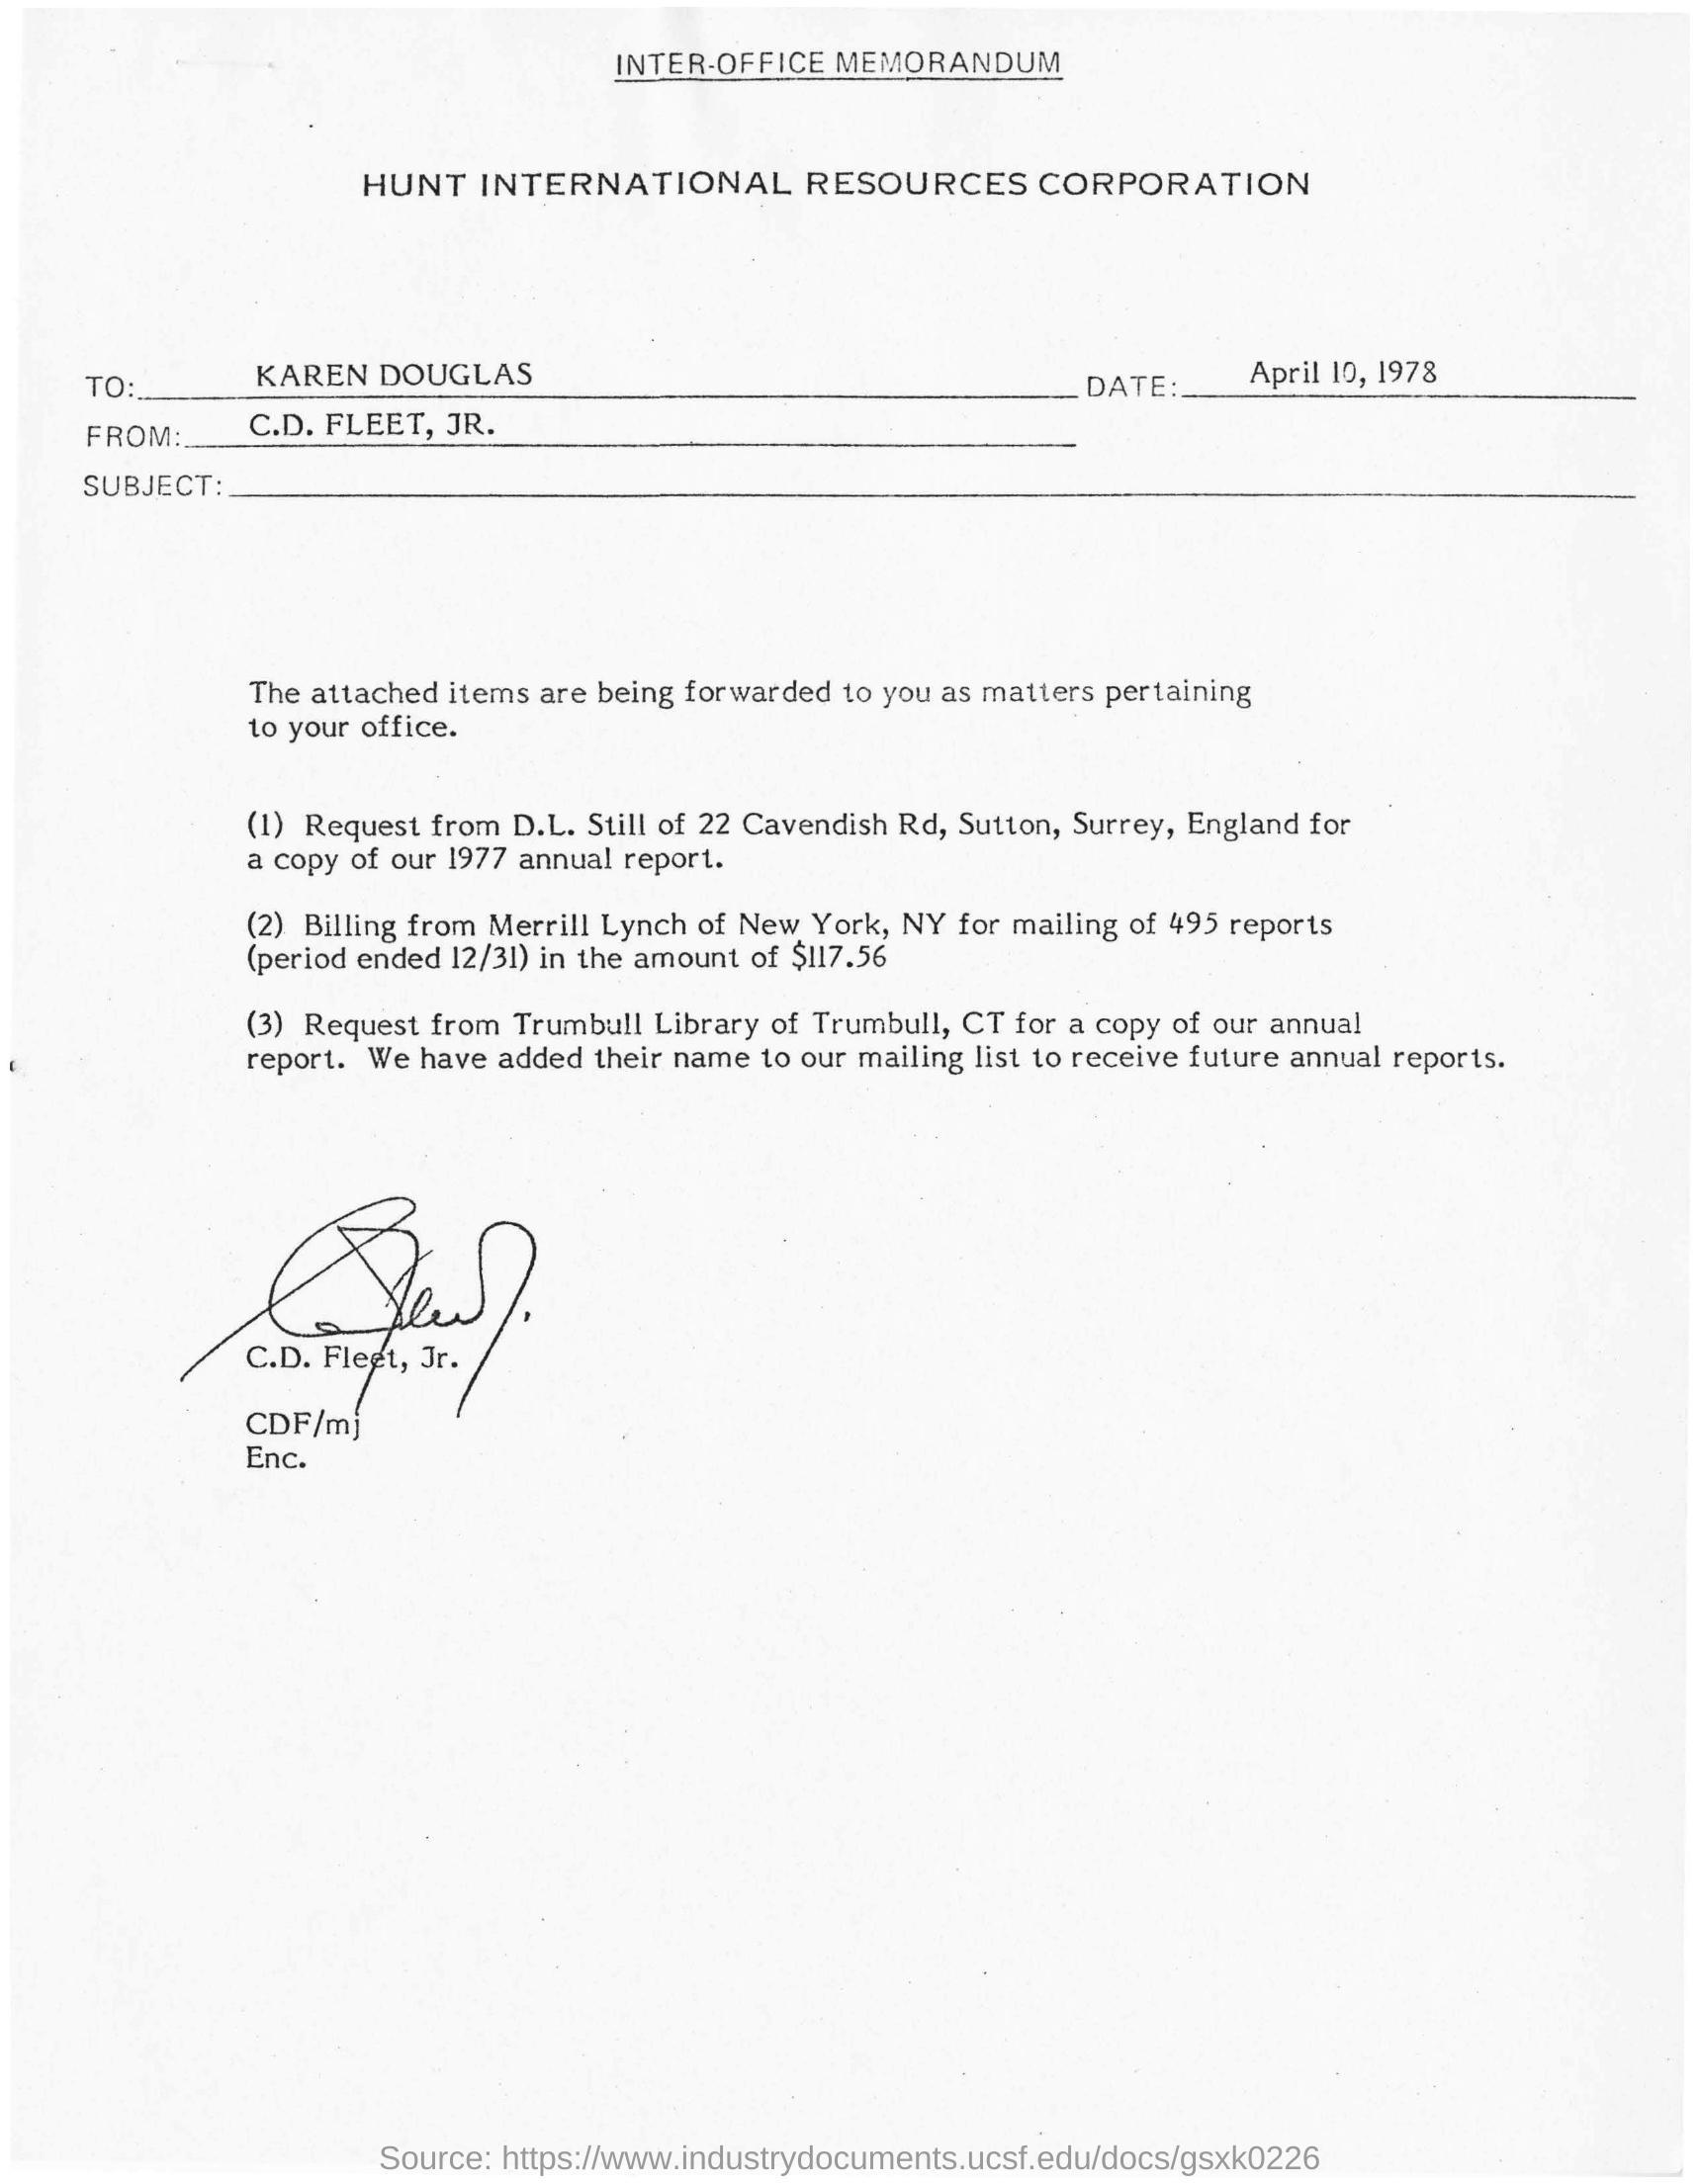 INTER-OFFICE MEMORANDUM
HUNT INTERNATIONAL RESOURCES CORPORATION
TO: KAREN DOUGLAS DATE: April 10, 1978
FROM: C.D. FLEET, JR.
SUBJECT:
The attached items are being forwarded to you as matters pertaining
to your office.
(1) Request from D.L. Still of 22 Cavendish Rd, Sutton, Surrey, England for
a copy of our 1977 annual report.
(2) Billing from Merrill Lynch of New York, NY for mailing of 495 reports
(period ended 12/31) in the amount of $117.56
(3) Request from Trumbull Library of Trumbull, CT for a copy of our annual
report. We have added their name to our mailing list to receive future annual reports.
C.D. Fleet, Jr.
CDF/mj
Enc.
Source: https://www.industrydocuments.ucsf.edu/docs/gsxk0226